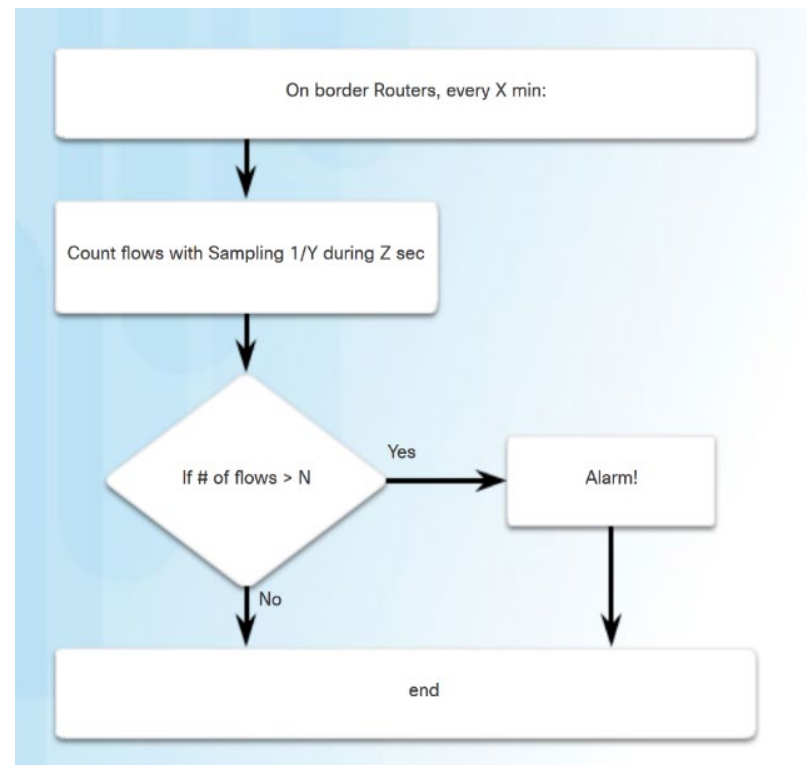 On border Routers, every X min:
Count flows with Sampling 1/Y during Z sec
Yes
If # of flows > N
Alarm!
No
end